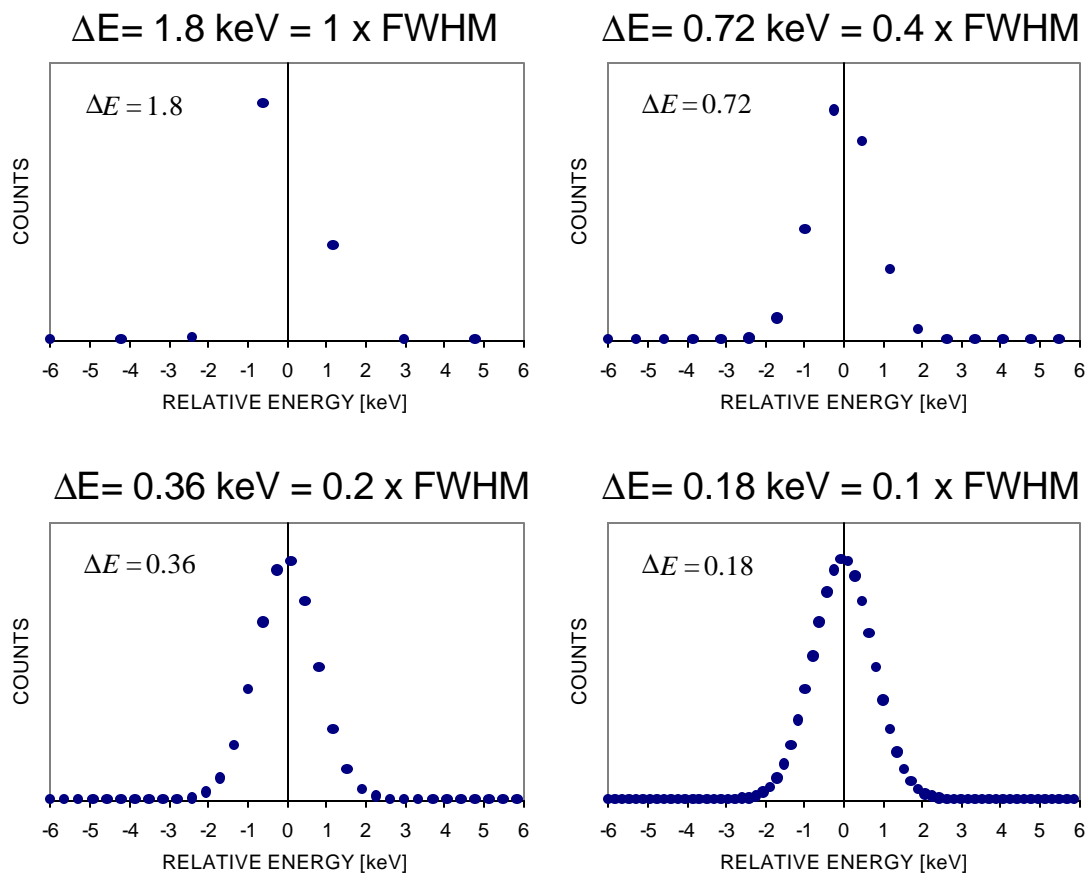 ΔE= 1.8 keV = 1 x FWHM
ΔE = 1.8
COUNTS
-6 -5 -4 -3 -2 -1 0 1 2 3 4 5 6
RELATIVE ENERGY [keV]
ΔE= 0.72 keV = 0.4 x FWHM
ΔE = 0.72
COUNTS
-6 -5 -4 -3 -2 -1 0 1 2 3 4 5 6
RELATIVE ENERGY [keV]
ΔE= 0.36 keV = 0.2 x FWHM
ΔE = 0.36
COUNTS
-6 -5 -4 -3 -2 -1 0 1 2 3 4 5 6
RELATIVE ENERGY [keV]
ΔE= 0.18 keV = 0.1 x FWHM
ΔE = 0.18
COUNTS
-6 -5 -4 -3 -2 -1 0 1 2 3 4 5 6
RELATIVE ENERGY [keV]